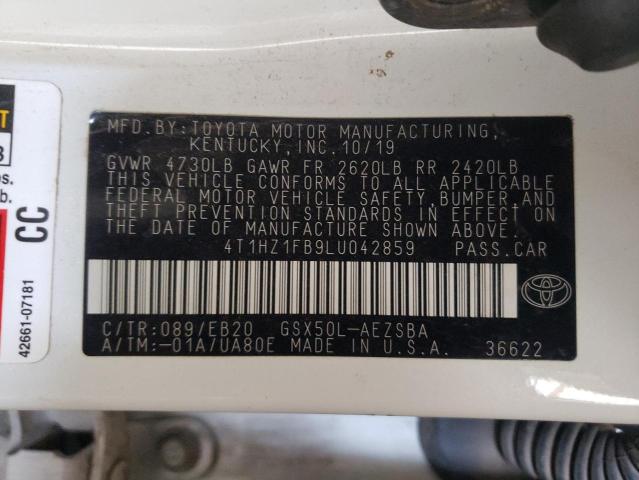 MFD.BY:TOYOTA MOTOR MANUFACTURING,
KENTUCKY,INC.10/19
GVWR 4730LB GAWR FR 2620LB RR 2420LB
THIS VEHICLE CONFORMS TO ALL APPLICABLE
FEDERAL MOTOR VEHICLE SAFETY,BUMPER,AND
THEFT PREVENTION STANDARDS IN EFFECT ON
THE DATE OF MANUFACTURE SHOWN ABOVE.
4T1HZ1FB9LU042859 PASS.CAR
C/TR:089/EB20 GSX50L-AEZSBA
A/TM:-01A/UA80E MADE IN U.S.A. 36622
CC
42661-07181